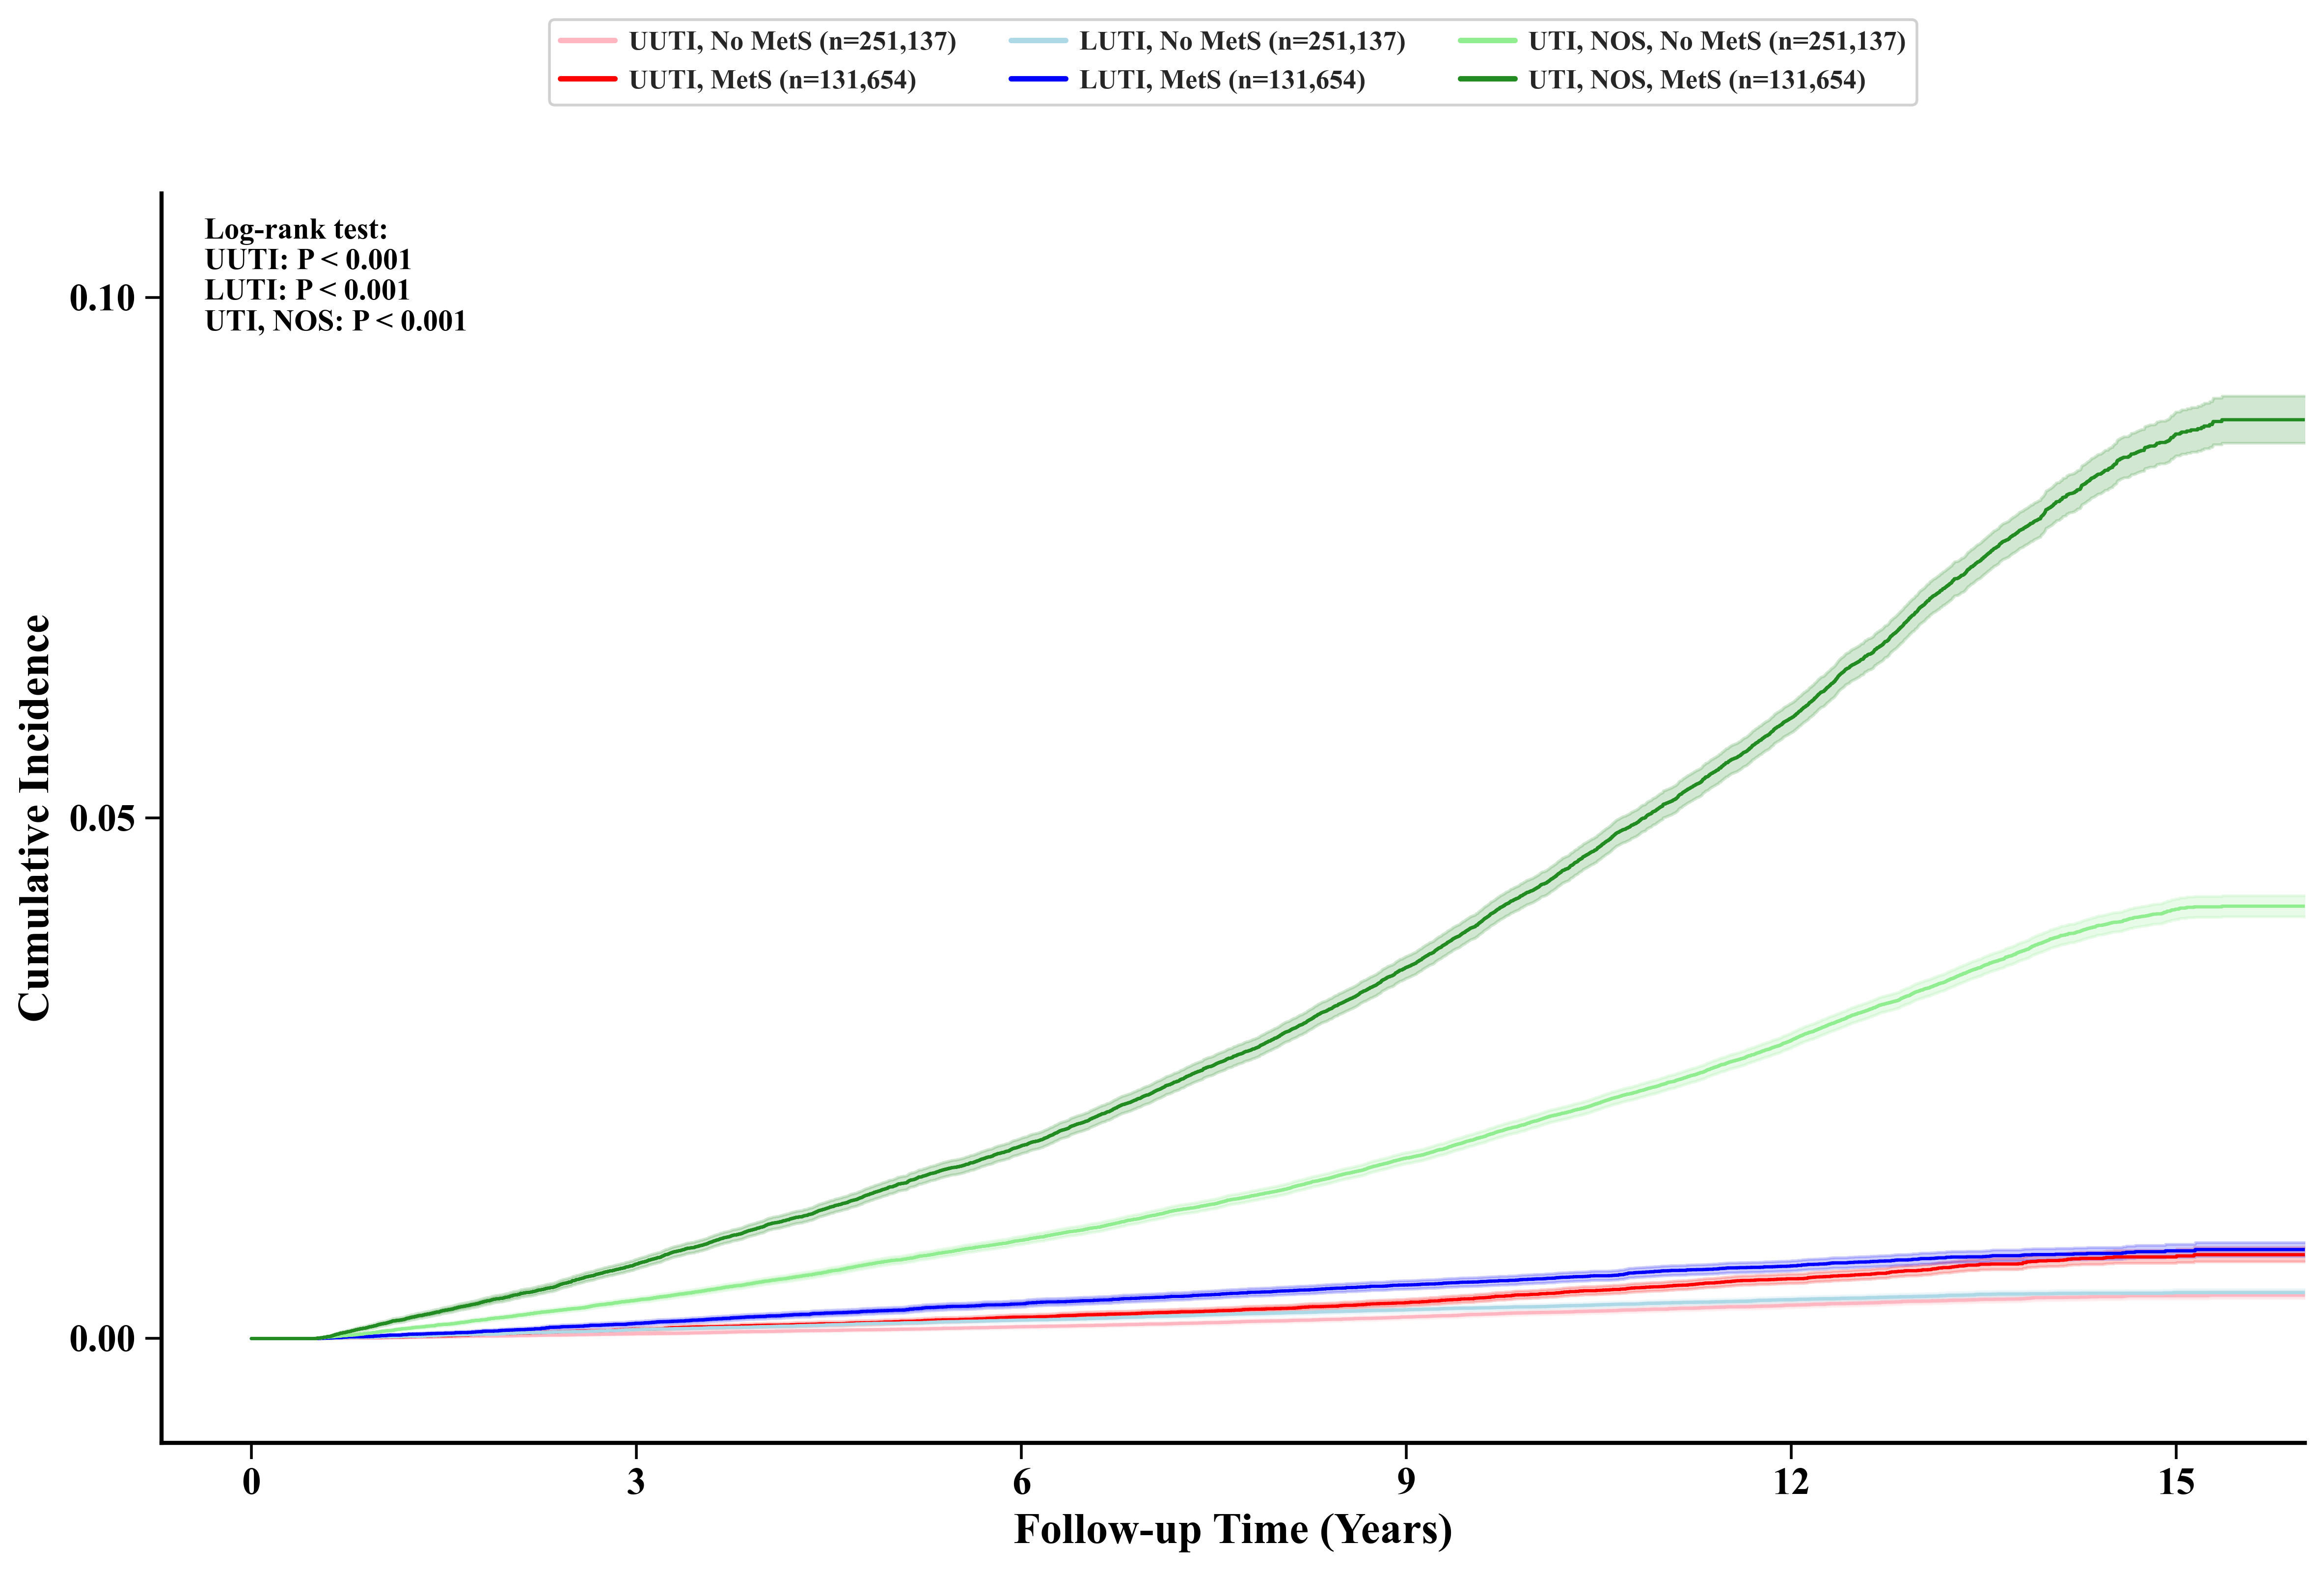 UUTI, No MetS (n=251,137) LUTI, No MetS (n=251,137) UTI, NOS, No MetS (n=251,137)
UUTI, MetS (n=131,654) LUTI, MetS (n=131,654) UTI, NOS, MetS (n=131,654)
Log-rank test:
UUTI: P < 0.001
LUTI: P < 0.001
UTI, NOS: P < 0.001
0.10
0.05
0.00
Cumulative Incidence
0 3 6 9 12 15
Follow-up Time (Years)